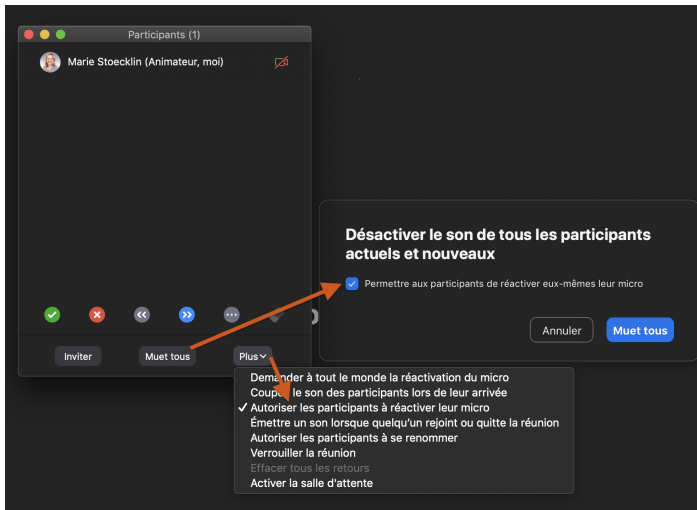 Participants (1)
Marie Stoecklin (Animateur, moi)
Désactiver le son de tous les participants
actuels et nouveaux
Permettre aux participants de réactiver eux-mêmes leur micro
Annuler
Muet tous
Inviter
Muet tous
Plus
Demander à tout le monde la réactivation du micro
Couper le son des participants lors de leur arrivée
Autoriser les participants à réactiver leur micro
Émettre un son lorsque quelqu'un rejoint ou quitte la réunion
Autoriser les participants à se renommer
Verrouiller la réunion
Effacer tous les retours
Activer la salle d'attente